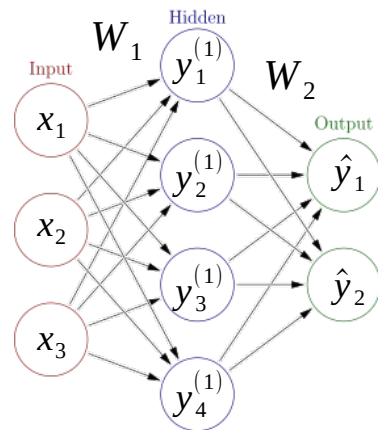 Hidden
W₁
y₁⁽¹⁾
Input
W₂
x₁
Output
y₂⁽¹⁾
ŷ₁
x₂
y₃⁽¹⁾
ŷ₂
x₃
y₄⁽¹⁾